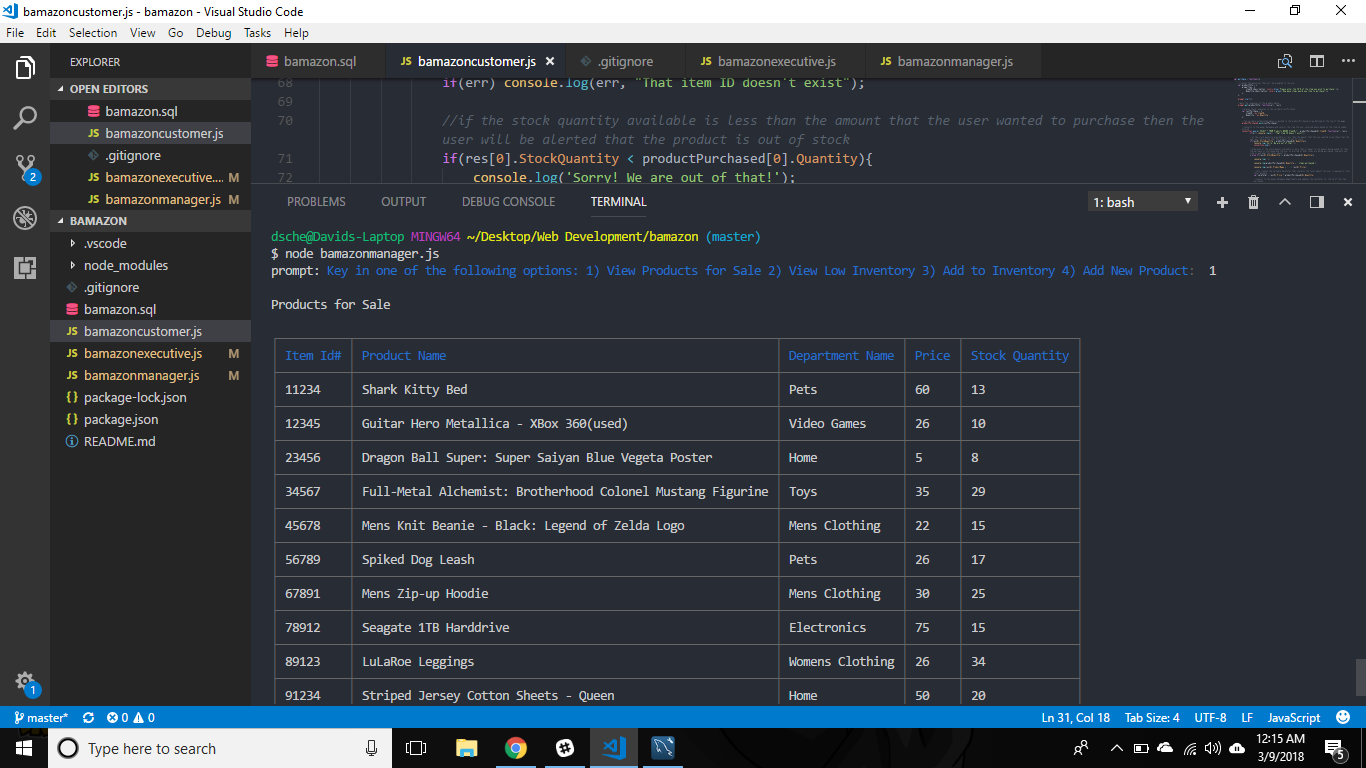 bamazoncustomer.js - bamazon - Visual Studio Code
File Edit Selection View Go Debug Tasks Help
EXPLORER
OPEN EDITORS
bamazon.sql
JS bamazoncustomer.js
.gitignore
JS bamazonexecutive.... M
JS bamazonmanager.js M
BAMAZON
.vscode
node_modules
.gitignore
bamazon.sql
JS bamazoncustomer.js
JS bamazonexecutive.js M
JS bamazonmanager.js M
{} package-lock.json
{} package.json
README.md
2
1
bamazon.sql JS bamazoncustomer.js .gitignore JS bamazonexecutive.js JS bamazonmanager.js
68 if(err) console.log(err, "That item ID doesn't exist");
69
70 //if the stock quantity available is less than the amount that the user wanted to purchase then the
user will be alerted that the product is out of stock
71 if(res[0].StockQuantity < productPurchased[0].Quantity){
72 console.log('Sorry! We are out of that!');
PROBLEMS OUTPUT DEBUG CONSOLE TERMINAL 1: bash
dsche@Davids-Laptop MINGW64 ~/Desktop/Web Development/bamazon (master)
$ node bamazonmanager.js
prompt: Key in one of the following options: 1) View Products for Sale 2) View Low Inventory 3) Add to Inventory 4) Add New Product: 1
Products for Sale
Item Id# Product Name Department Name Price Stock Quantity
11234 Shark Kitty Bed Pets 60 13
12345 Guitar Hero Metallica - XBox 360(used) Video Games 26 10
23456 Dragon Ball Super: Super Saiyan Blue Vegeta Poster Home 5 8
34567 Full-Metal Alchemist: Brotherhood Colonel Mustang Figurine Toys 35 29
45678 Mens Knit Beanie - Black: Legend of Zelda Logo Mens Clothing 22 15
56789 Spiked Dog Leash Pets 26 17
67891 Mens Zip-up Hoodie Mens Clothing 30 25
78912 Seagate 1TB Harddrive Electronics 75 15
89123 LuLaRoe Leggings Womens Clothing 26 34
91234 Striped Jersey Cotton Sheets - Queen Home 50 20
master* 0 0 Ln 31, Col 18 Tab Size: 4 UTF-8 LF JavaScript
Type here to search
12:15 AM
3/9/2018
5